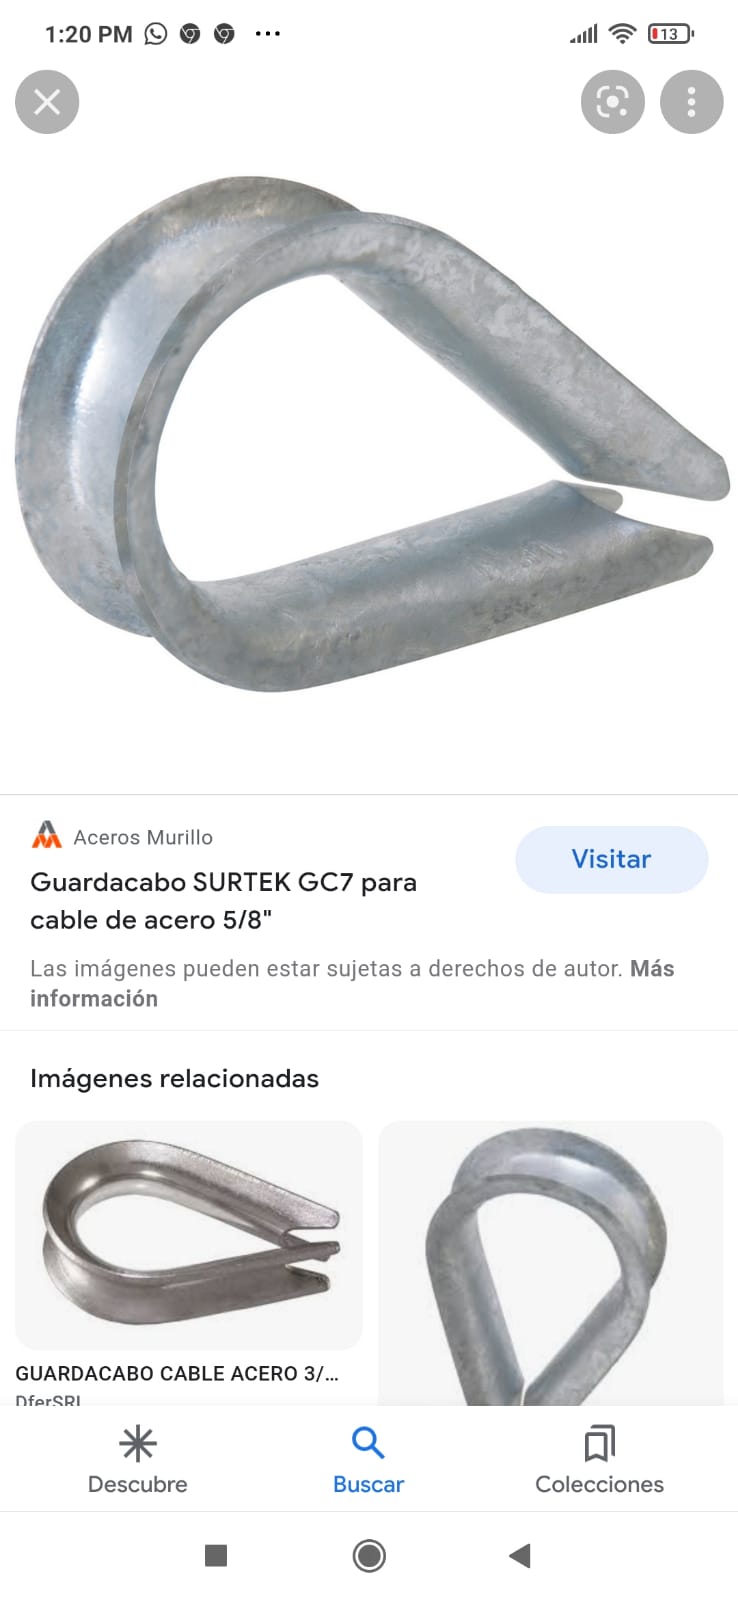 1:20 PM
13
Aceros Murillo
Visitar
Guardacabo SURTEK GC7 para
cable de acero 5/8"
Las imágenes pueden estar sujetas a derechos de autor. Más
información
Imágenes relacionadas
GUARDACABO CABLE ACERO 3/...
DferSRL
Descubre
Buscar
Colecciones